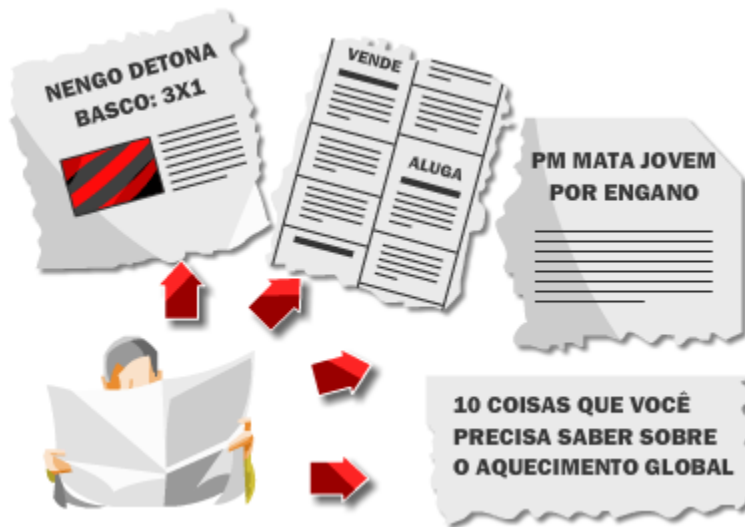 NENGO DETONA
BASCO: 3X1
VENDE
ALUGA
PM MATA JOVEM
POR ENGANO
10 COISAS QUE VOCÊ
PRECISA SABER SOBRE
O AQUECIMENTO GLOBAL